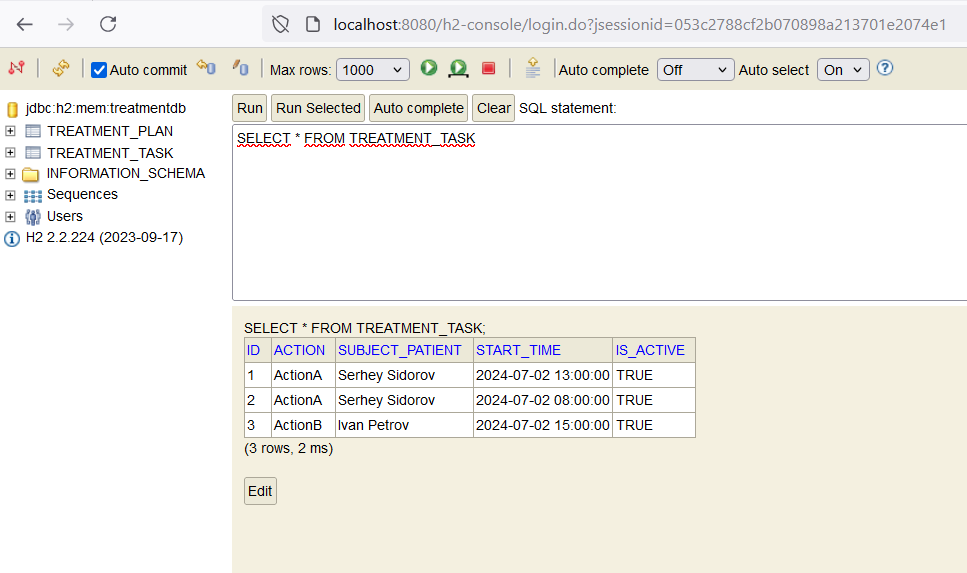 localhost:8080/h2-console/login.do?jsessionid=053c2788cf2b070898a213701e2074e1
Auto commit Max rows: 1000 Auto complete Off Auto select On ?
jdbc:h2:mem:treatmentdb
TREATMENT_PLAN
TREATMENT_TASK
INFORMATION_SCHEMA
Sequences
Users
H2 2.2.224 (2023-09-17)
Run Run Selected Auto complete Clear SQL statement:
SELECT * FROM TREATMENT_TASK
SELECT * FROM TREATMENT_TASK;
ID ACTION SUBJECT_PATIENT START_TIME IS_ACTIVE
1 ActionA Serhey Sidorov 2024-07-02 13:00:00 TRUE
2 ActionA Serhey Sidorov 2024-07-02 08:00:00 TRUE
3 ActionB Ivan Petrov 2024-07-02 15:00:00 TRUE
(3 rows, 2 ms)
Edit